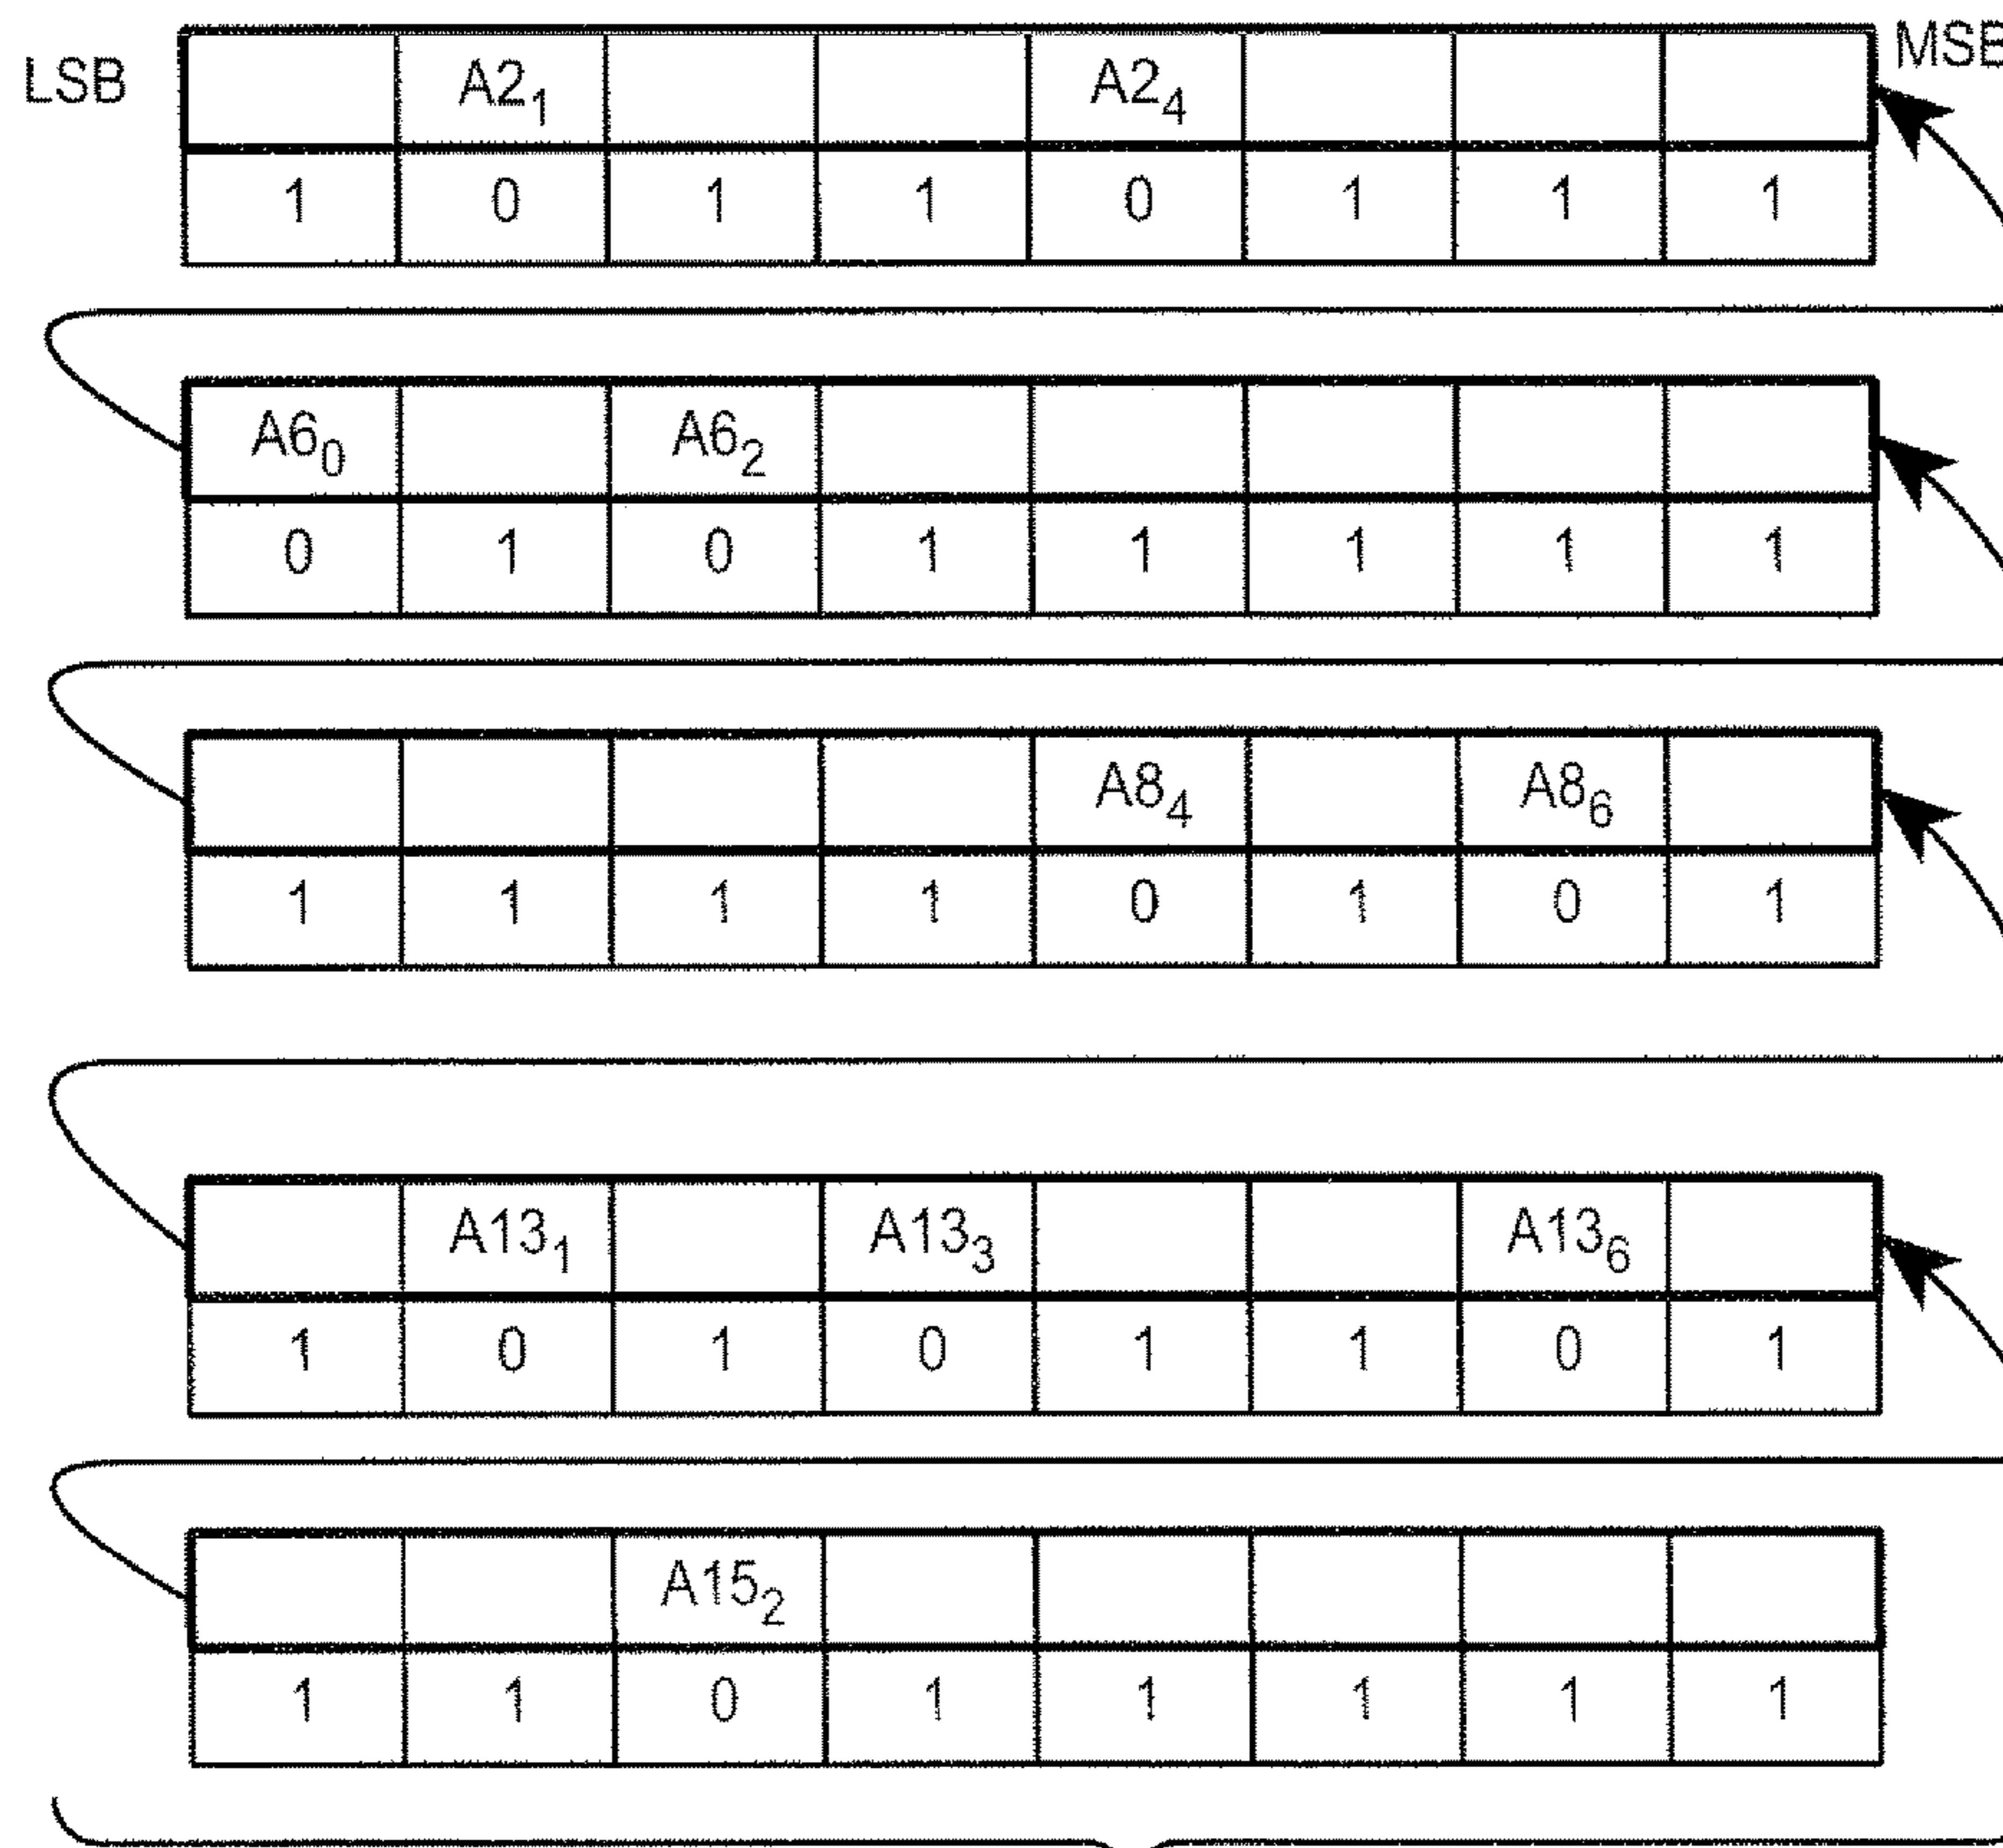 LSB A2₁ A2₄ MSB
1 0 1 1 0 1 1 1
A6₀ A6₂
0 1 0 1 1 1 1 1
A8₄ A8₆
1 1 1 1 0 1 0 1
A13₁ A13₃ A13₆
1 0 1 0 1 1 0 1
A15₂
1 1 0 1 1 1 1 1